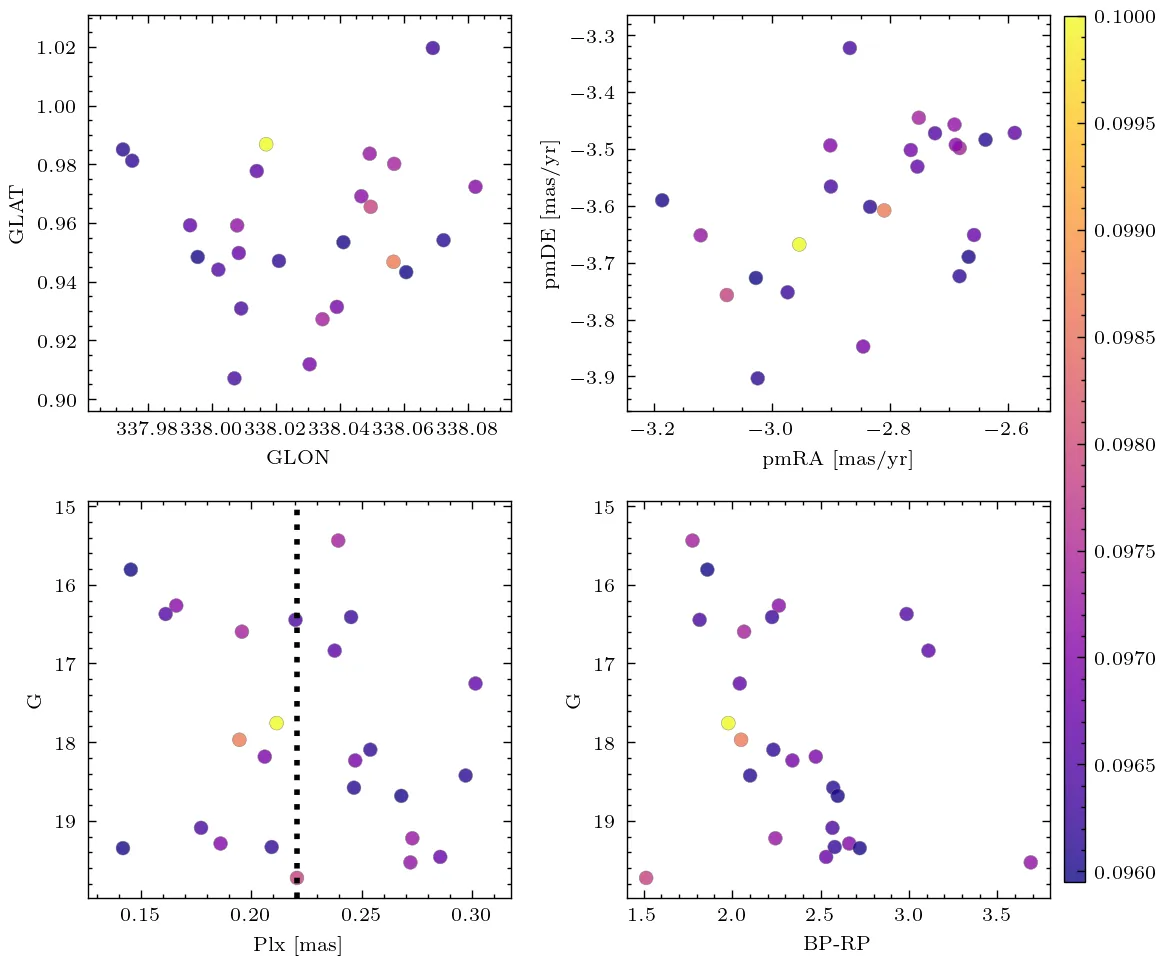 1.02
1.00
0.98
0.96
0.94
0.92
0.90
GLAT
337.98 338.00 338.02 338.04 338.06 338.08
GLON
−3.3
−3.4
−3.5
−3.6
−3.7
−3.8
−3.9
pmDE [mas/yr]
−3.2 −3.0 −2.8 −2.6
pmRA [mas/yr]
0.1000
0.0995
0.0990
0.0985
0.0980
0.0975
0.0970
0.0965
0.0960
15
16
17
18
19
G
0.15 0.20 0.25 0.30
Plx [mas]
15
16
17
18
19
G
1.5 2.0 2.5 3.0 3.5
BP-RP